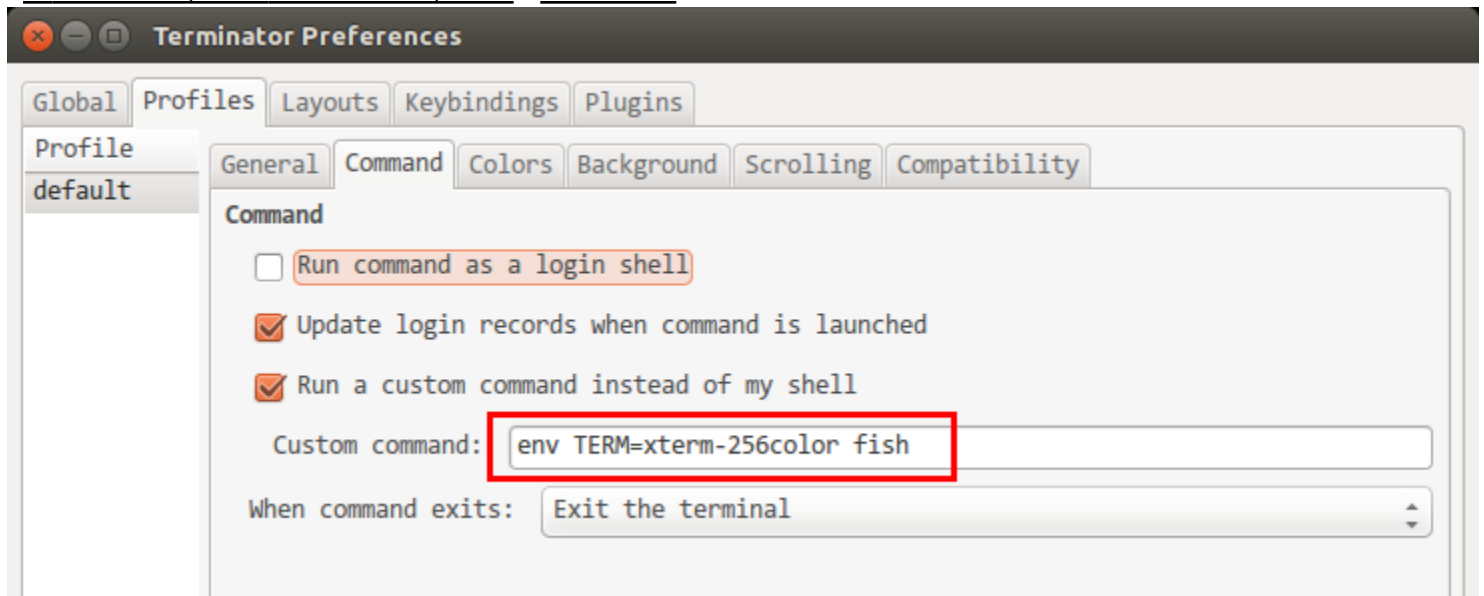 Terminator Preferences
Global Profiles Layouts Keybindings Plugins
Profile
default
General Command Colors Background Scrolling Compatibility
Command
Run command as a login shell
Update login records when command is launched
Run a custom command instead of my shell
Custom command: env TERM=xterm-256color fish
When command exits: Exit the terminal